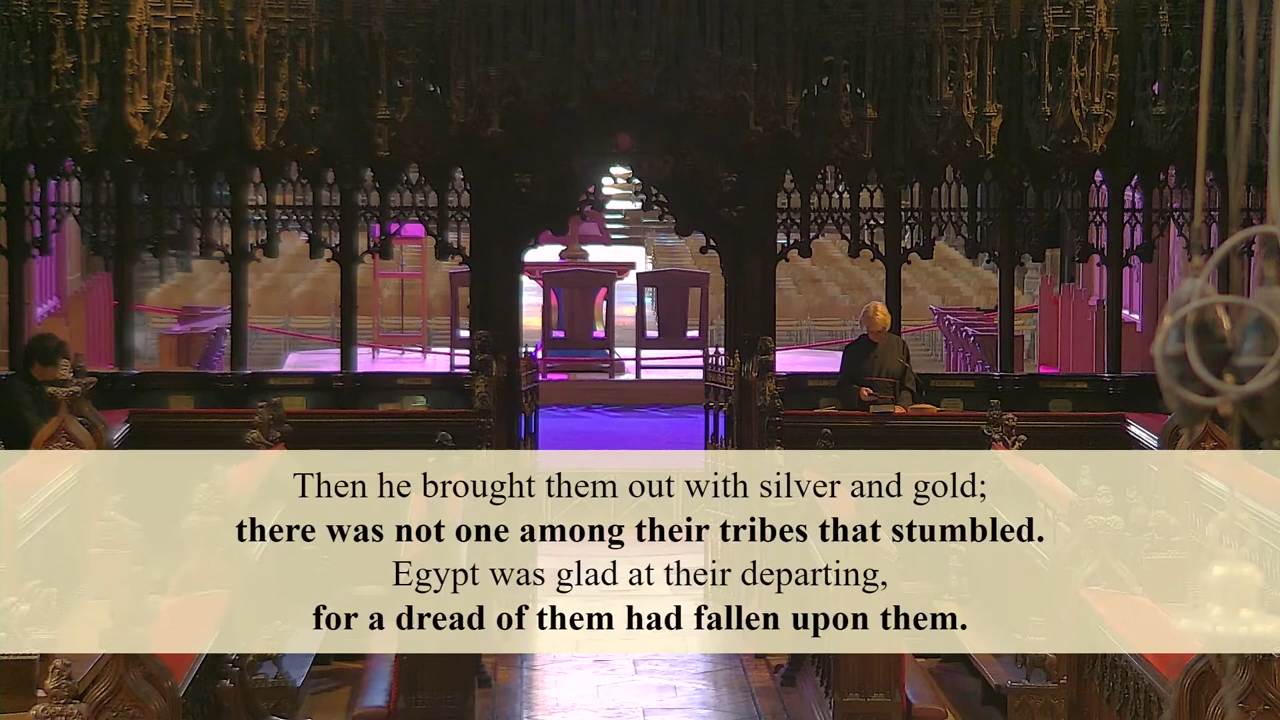 Then he brought them out with silver and gold;
there was not one among their tribes that stumbled.
Egypt was glad at their departing,
for a dread of them had fallen upon them.